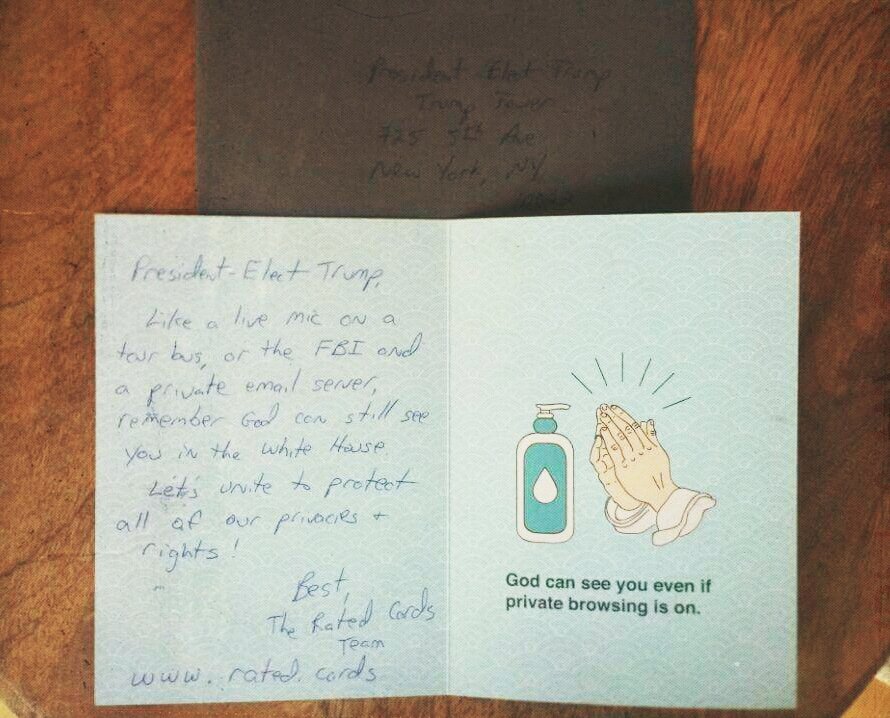 President-Elect Trump
Trump Tower
725 5th Ave
New York, NY
President-Elect Trump,
Like a live mic on a
tour bus, or the FBI and
a private email server,
remember God can still see
you in the White House.
Let's unite to protect
all of our privacies +
rights!
Best,
The Rated Cards
Team
www.rated.cards
God can see you even if
private browsing is on.